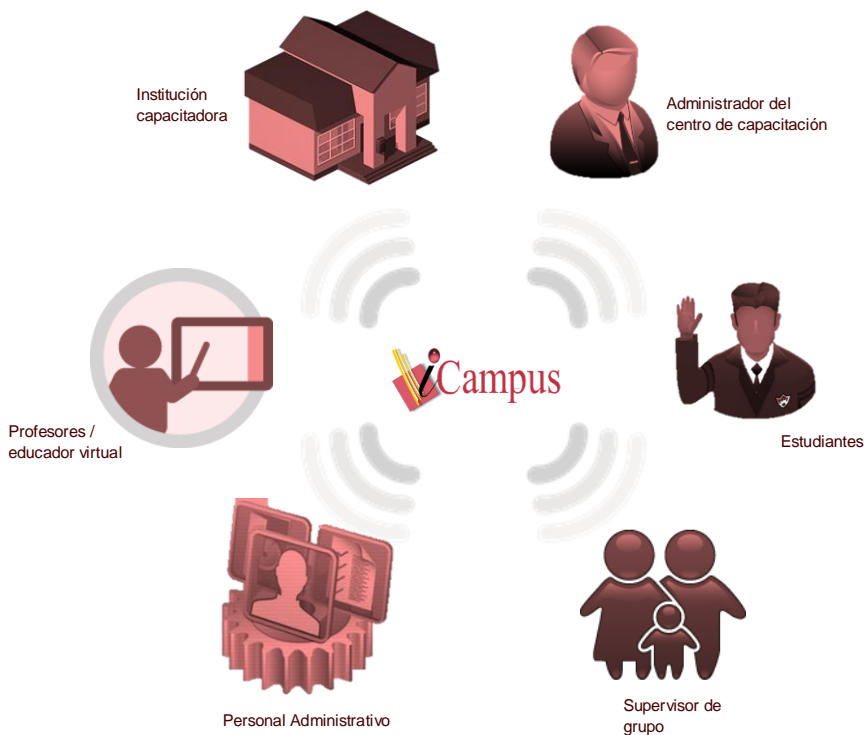 Institución
capacitadora
Administrador del
centro de capacitación
iCampus
Profesores /
educador virtual
Estudiantes
Personal Administrativo
Supervisor de
grupo